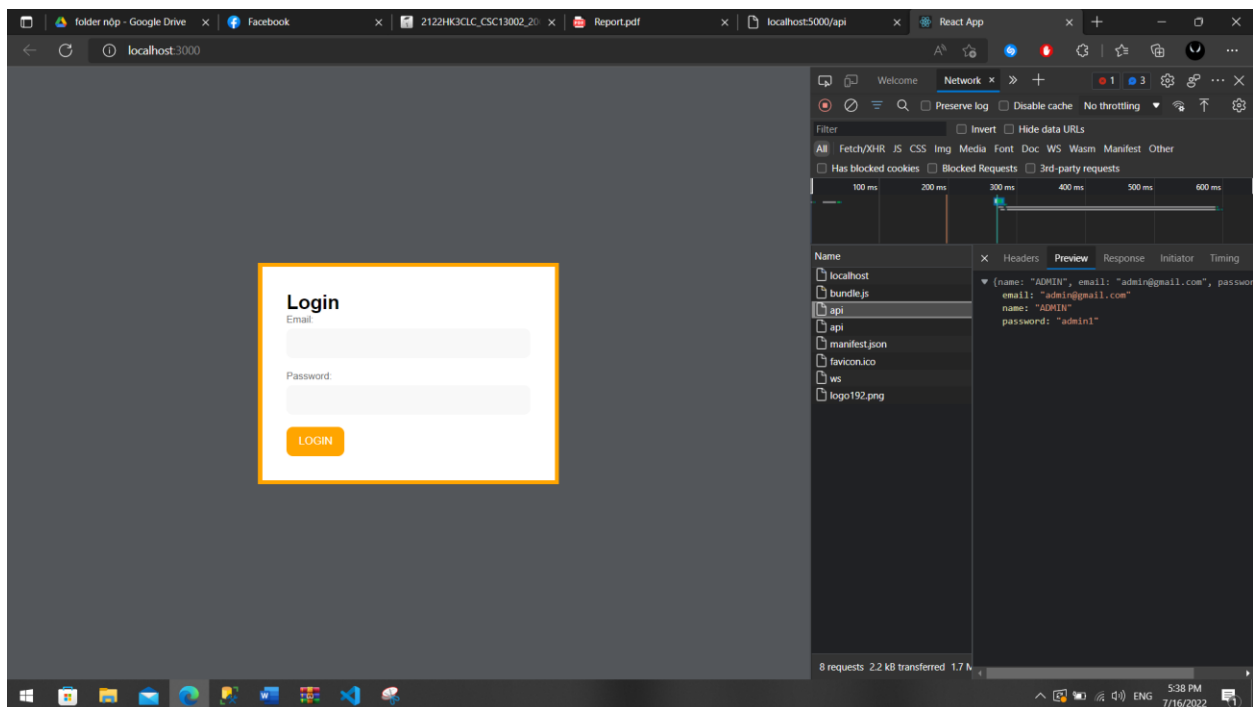 folder nộp - Google Drive
Facebook
2122HK3CLC_CSC13002_20
Report.pdf
localhost:5000/api
React App
localhost:3000
Welcome Network 1 3
Preserve log Disable cache No throttling
Filter Invert Hide data URLs
All Fetch/XHR JS CSS Img Media Font Doc WS Wasm Manifest Other
Has blocked cookies Blocked Requests 3rd-party requests
100 ms 200 ms 300 ms 400 ms 500 ms 600 ms
Name
Headers Preview Response Initiator Timing
localhost
bundle.js
api
api
manifest.json
favicon.ico
ws
logo192.png
{name: "ADMIN", email: "admin@gmail.com", passwor
email: "admin@gmail.com"
name: "ADMIN"
password: "admin1"
8 requests 2.2 kB transferred 1.7 M
Login
Email:
Password:
LOGIN
ENG
5:38 PM
7/16/2022
1